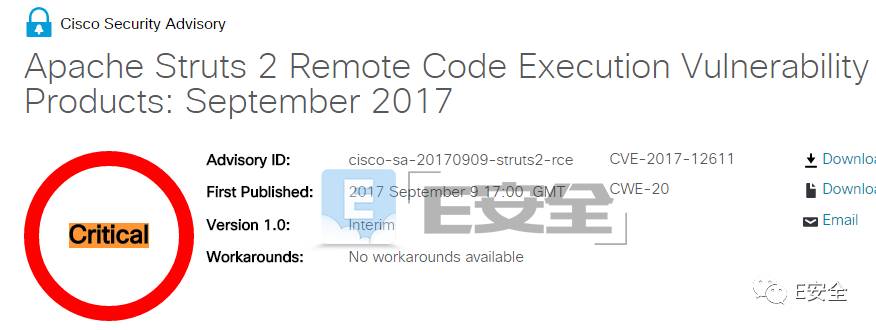 Cisco Security Advisory
Apache Struts 2 Remote Code Execution Vulnerability
Products: September 2017
Critical
Advisory ID: cisco-sa-20170909-struts2-rce CVE-2017-12611 Downloa
First Published: 2017 September 9 17:00 GMT CWE-20 Downloa
Version 1.0: Interim Email
Workarounds: No workarounds available
E E安全
E安全